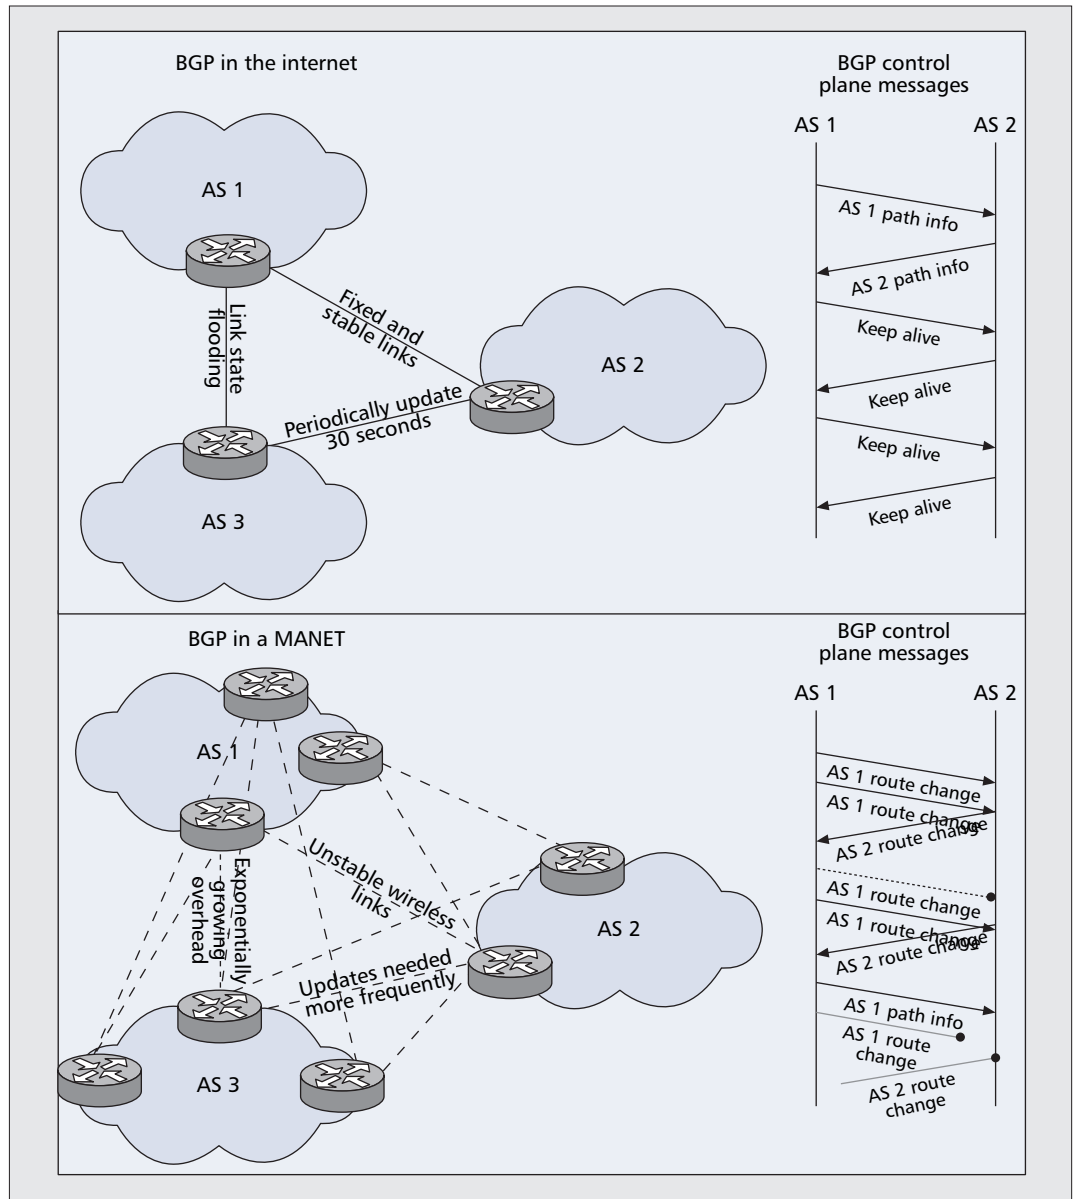 BGP in the internet
BGP control
plane messages
AS 1
AS 2
AS 1
AS 1 path info
AS 2 path info
Keep alive
Keep alive
Keep alive
Keep alive
Link state
flooding
Fixed and
stable links
AS 2
Periodically update
30 seconds
AS 3
BGP in a MANET
BGP control
plane messages
AS 1
AS 2
AS 1
AS 1 route change
AS 1 route change
AS 2 route change
AS 1 route change
AS 1 route change
AS 2 route change
AS 1 path info
AS 1 route
change
AS 2 route
change
Unstable wireless
links
Exponentially
growing
overhead
AS 2
Updates needed
more frequently
AS 3